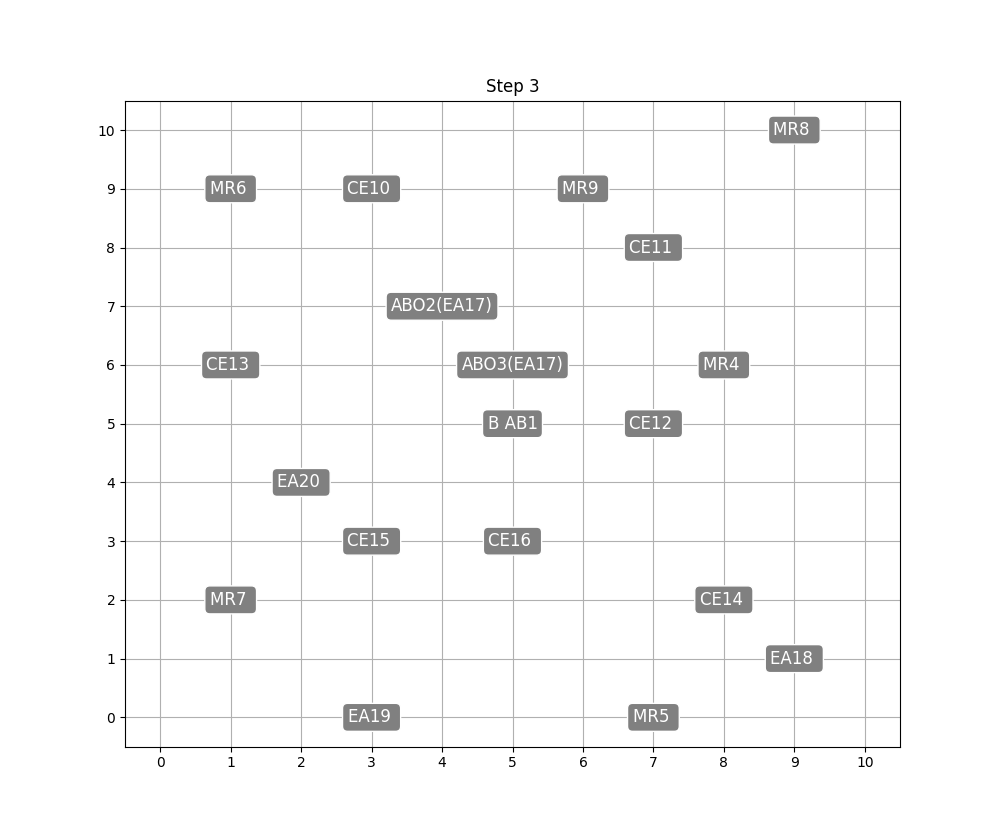 Step 3
10
MR8
9
MR6
CE10
MR9
8
CE11
7
ABO2(EA17)
6
CE13
ABO3(EA17)
MR4
5
B AB1
CE12
4
EA20
3
CE15
CE16
2
MR7
CE14
1
EA18
0
EA19
MR5
0 1 2 3 4 5 6 7 8 9 10